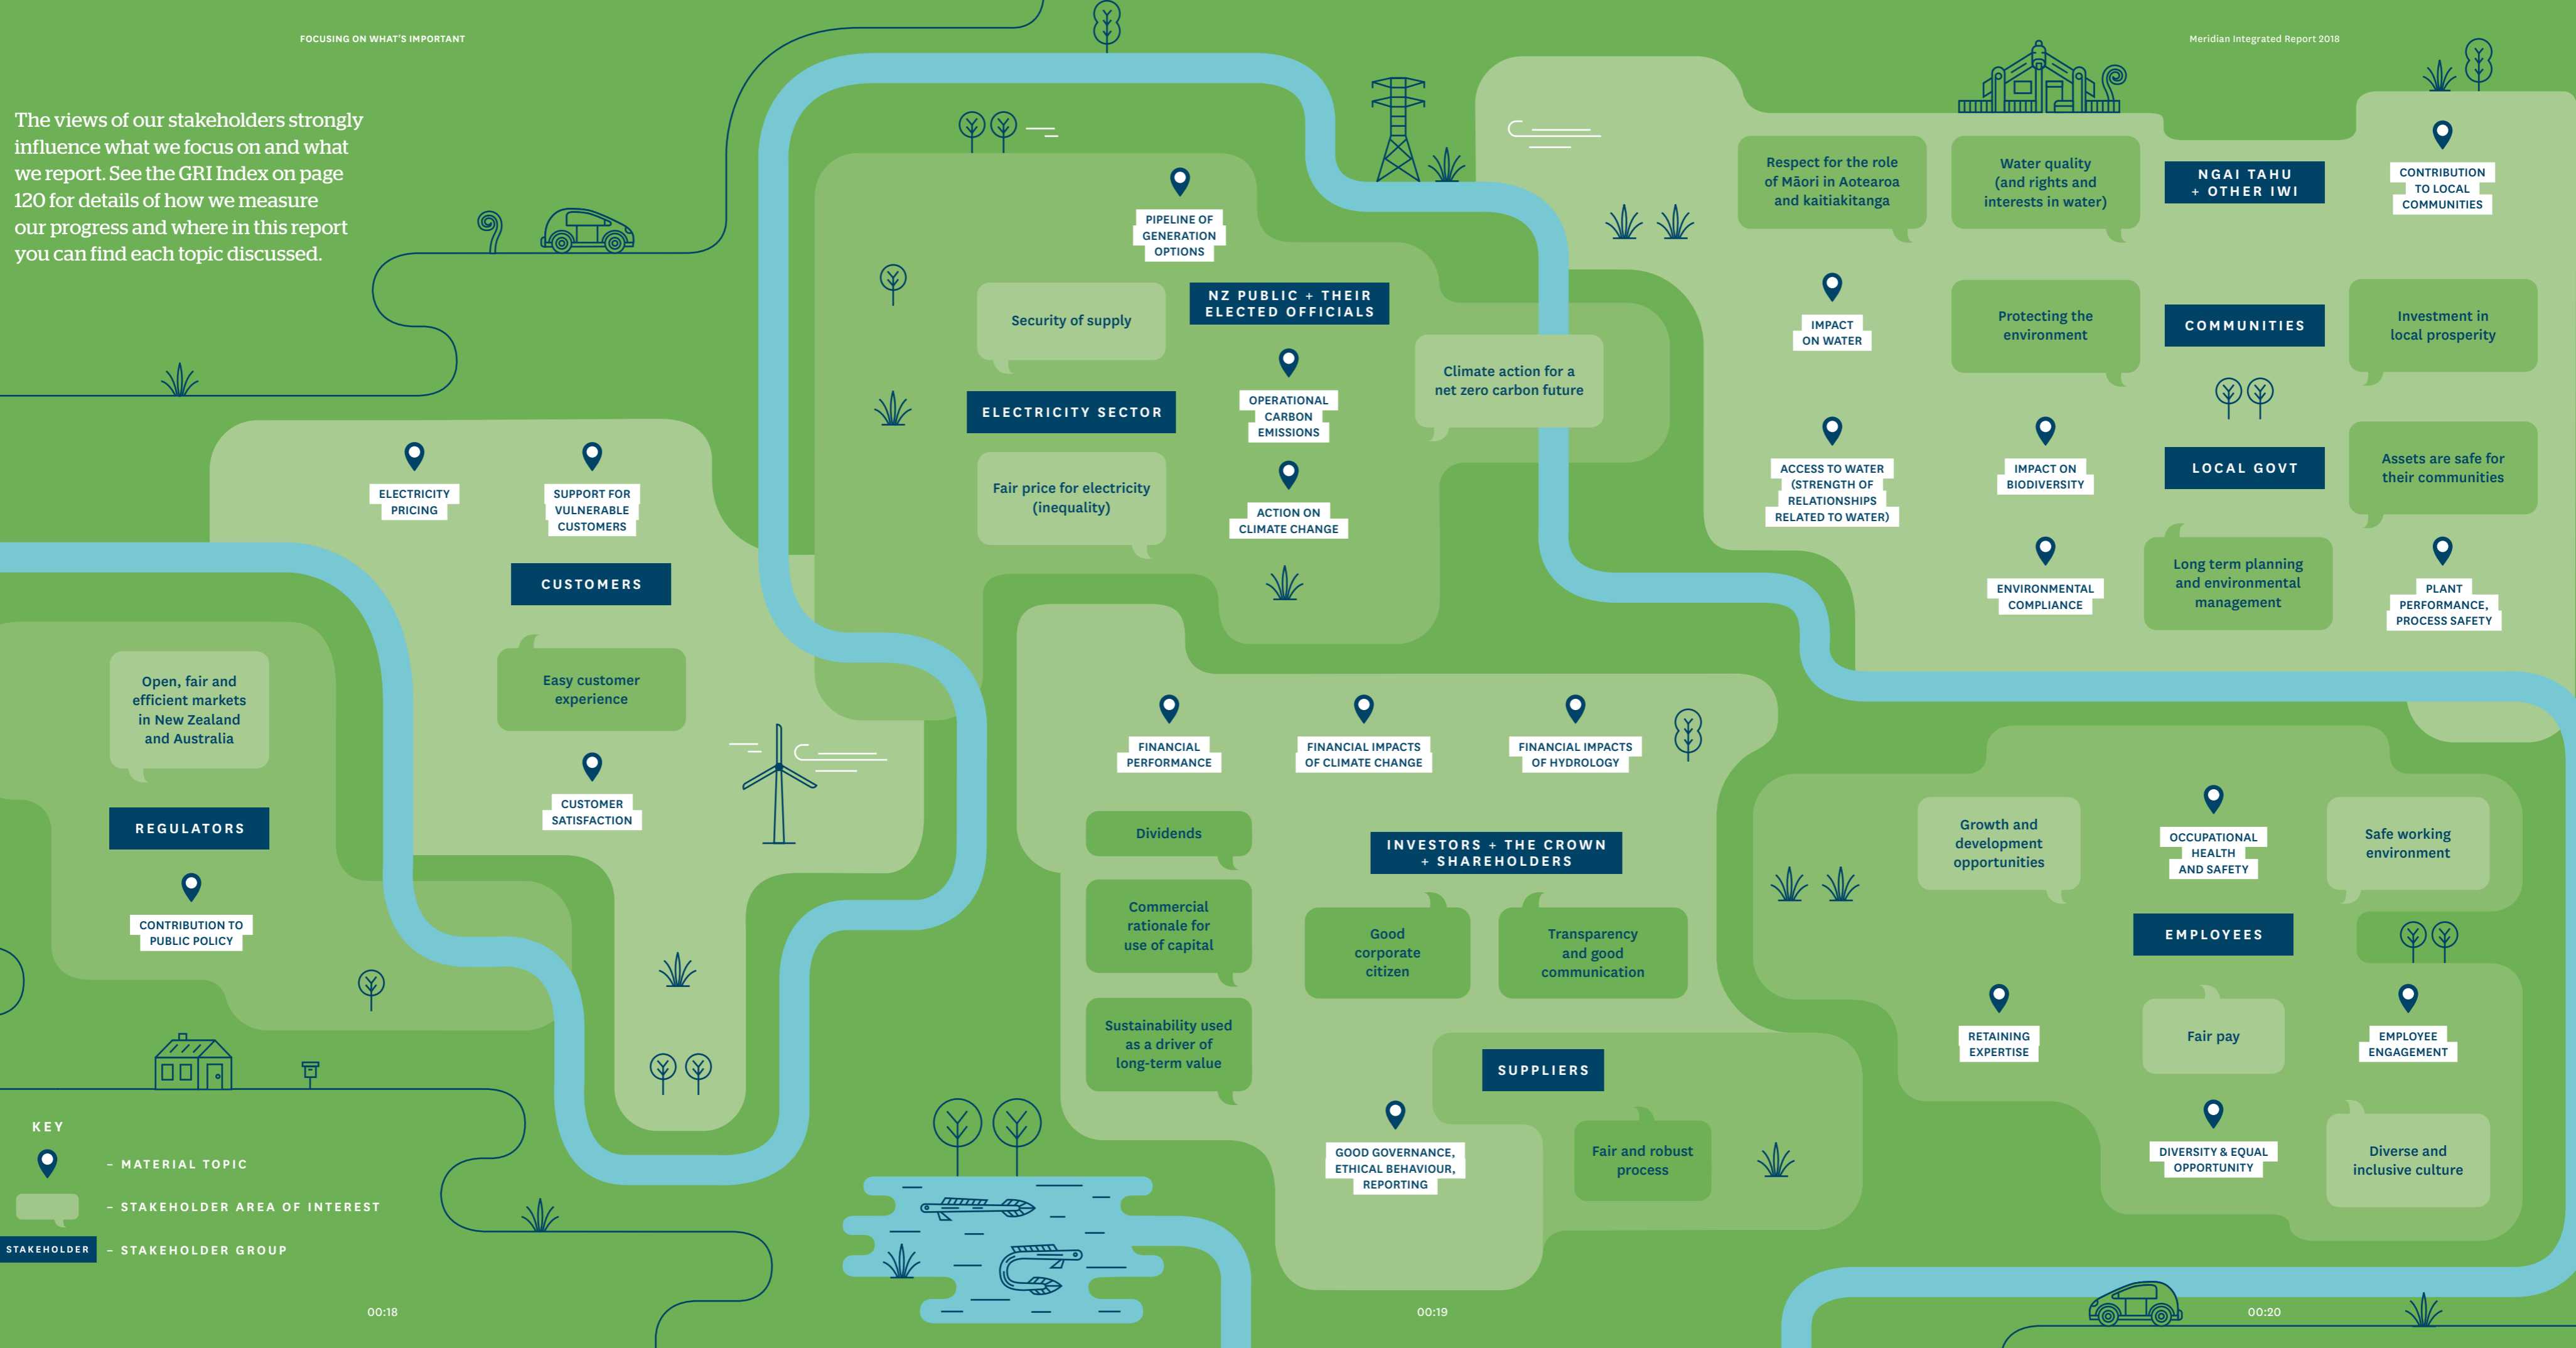 FOCUSING ON WHAT'S IMPORTANT
Meridian Integrated Report 2018
The views of our stakeholders strongly
influence what we focus on and what
we report. See the GRI Index on page
120 for details of how we measure
our progress and where in this report
you can find each topic discussed.
ELECTRICITY
PRICING
SUPPORT FOR
VULNERABLE
CUSTOMERS
CUSTOMERS
Easy customer
experience
CUSTOMER
SATISFACTION
Open, fair and
efficient markets
in New Zealand
and Australia
REGULATORS
CONTRIBUTION TO
PUBLIC POLICY
KEY
– MATERIAL TOPIC
– STAKEHOLDER AREA OF INTEREST
STAKEHOLDER
– STAKEHOLDER GROUP
00:18
PIPELINE OF
GENERATION
OPTIONS
Security of supply
NZ PUBLIC + THEIR
ELECTED OFFICIALS
ELECTRICITY SECTOR
OPERATIONAL
CARBON
EMISSIONS
Climate action for a
net zero carbon future
Fair price for electricity
(inequality)
ACTION ON
CLIMATE CHANGE
FINANCIAL
PERFORMANCE
FINANCIAL IMPACTS
OF CLIMATE CHANGE
FINANCIAL IMPACTS
OF HYDROLOGY
Dividends
INVESTORS + THE CROWN
+ SHAREHOLDERS
Commercial
rationale for
use of capital
Good
corporate
citizen
Transparency
and good
communication
Sustainability used
as a driver of
long-term value
SUPPLIERS
GOOD GOVERNANCE,
ETHICAL BEHAVIOUR,
REPORTING
Fair and robust
process
00:19
Respect for the role
of Māori in Aotearoa
and kaitiakitanga
Water quality
(and rights and
interests in water)
NGAI TAHU
+ OTHER IWI
CONTRIBUTION
TO LOCAL
COMMUNITIES
IMPACT
ON WATER
Protecting the
environment
COMMUNITIES
Investment in
local prosperity
ACCESS TO WATER
(STRENGTH OF
RELATIONSHIPS
RELATED TO WATER)
IMPACT ON
BIODIVERSITY
LOCAL GOVT
Assets are safe for
their communities
ENVIRONMENTAL
COMPLIANCE
Long term planning
and environmental
management
PLANT
PERFORMANCE,
PROCESS SAFETY
Growth and
development
opportunities
OCCUPATIONAL
HEALTH
AND SAFETY
Safe working
environment
EMPLOYEES
RETAINING
EXPERTISE
Fair pay
EMPLOYEE
ENGAGEMENT
DIVERSITY & EQUAL
OPPORTUNITY
Diverse and
inclusive culture
00:20